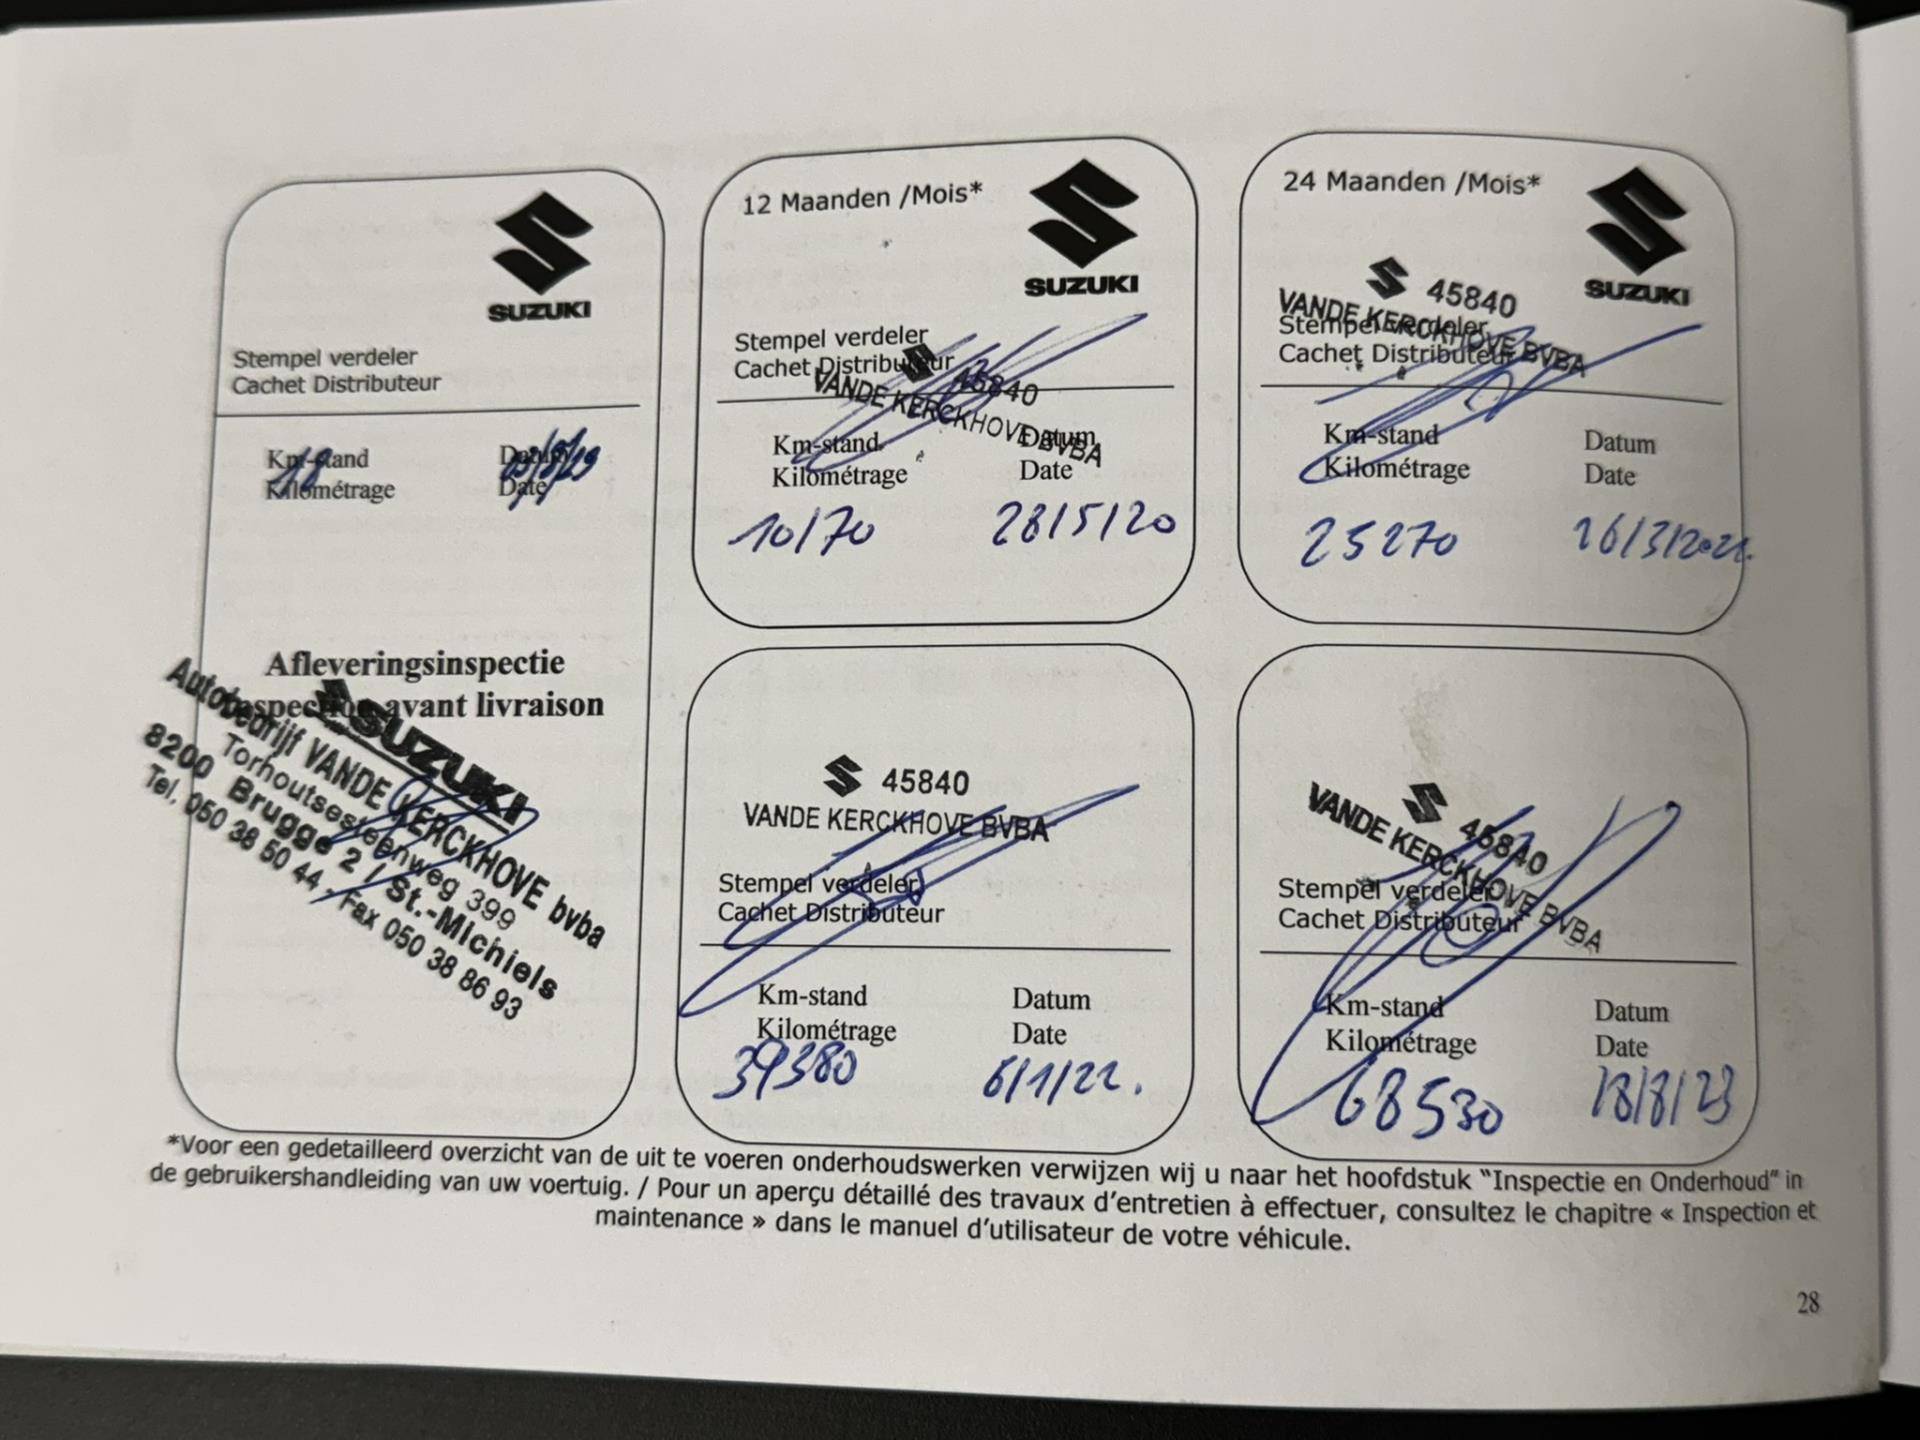 SUZUKI
Stempel verdeler
Cachet Distributeur
Km-stand
Kilométrage
18
Datum
Date
Afleveringsinspectie
Inspection avant livraison
SUZUKI
Autobedrijf VANDE KERCKHOVE bvba
Torhoutsesteenweg 399
8200 Brugge 2 / St.-Michiels
Tel. 050 38 50 44 - Fax 050 38 86 93
12 Maanden /Mois*
SUZUKI
Stempel verdeler
Cachet Distributeur
45840
VANDE KERCKHOVE BVBA
Km-stand
Kilométrage
Datum
Date
10/70
28/5/20
24 Maanden /Mois*
SUZUKI
45840
VANDE KERCKHOVE BVBA
Stempel verdeler
Cachet Distributeur
Km-stand
Kilométrage
Datum
Date
25270
45840
VANDE KERCKHOVE BVBA
Stempel verdeler
Cachet Distributeur
Km-stand
Kilométrage
Datum
Date
39380
6/1/22.
45840
VANDE KERCKHOVE BVBA
Stempel verdeler
Cachet Distributeur
Km-stand
Kilométrage
Datum
Date
68530
18/8/23
*Voor een gedetailleerd overzicht van de uit te voeren onderhoudswerken verwijzen wij u naar het hoofdstuk “Inspectie en Onderhoud” in
de gebruikershandleiding van uw voertuig. / Pour un aperçu détaillé des travaux d’entretien à effectuer, consultez le chapitre « Inspection et
maintenance » dans le manuel d’utilisateur de votre véhicule.
28